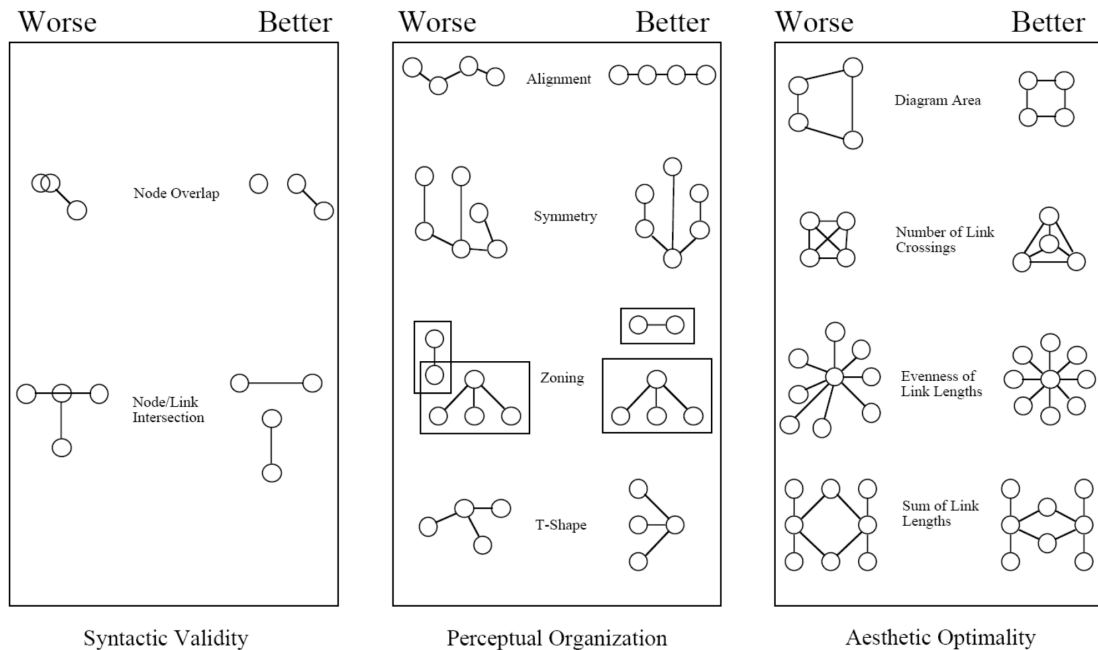 Worse
Better
Node Overlap
Node/Link
Intersection
Syntactic Validity
Worse
Better
Alignment
Symmetry
Zoning
T-Shape
Perceptual Organization
Worse
Better
Diagram Area
Number of Link
Crossings
Evenness of
Link Lengths
Sum of Link
Lengths
Aesthetic Optimality